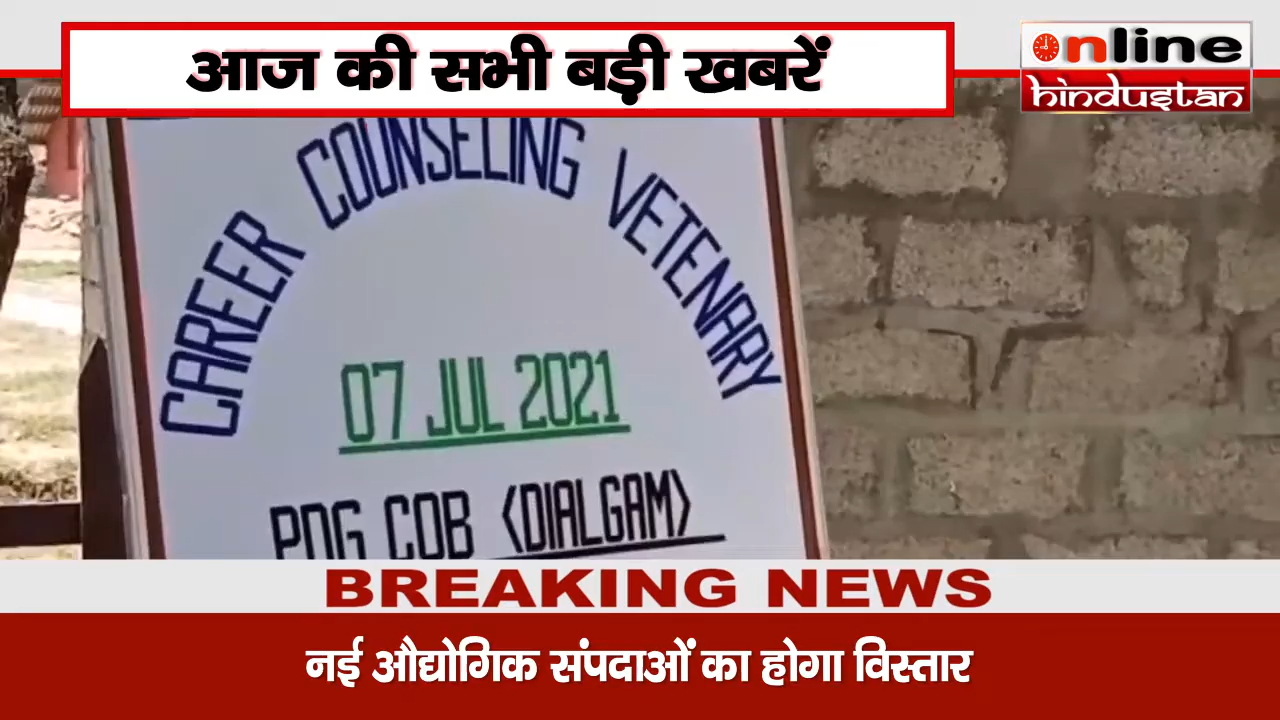 आज की सभी बड़ी खबरें
online
hindustan
CAREER COUNSELING VETENARY
07 JUL 2021
PDG COB (DIALGAM)
BREAKING NEWS
नई औद्योगिक संपदाओं का होगा विस्तार